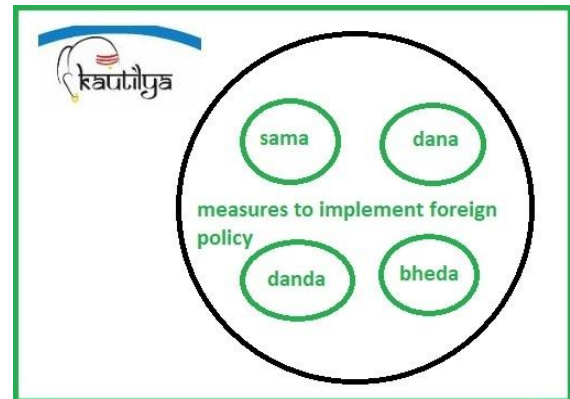 kautilya
sama dana
measures to implement foreign
policy
danda bheda